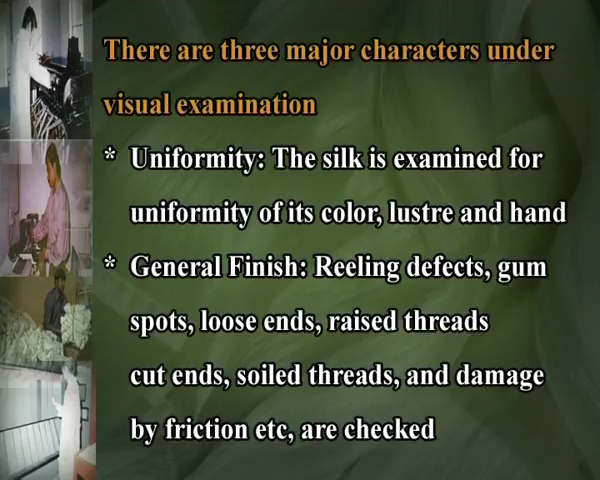 There are three major characters under
visual examination
* Uniformity: The silk is examined for
uniformity of its color, lustre and hand
* General Finish: Reeling defects, gum
spots, loose ends, raised threads
cut ends, soiled threads, and damage
by friction etc, are checked